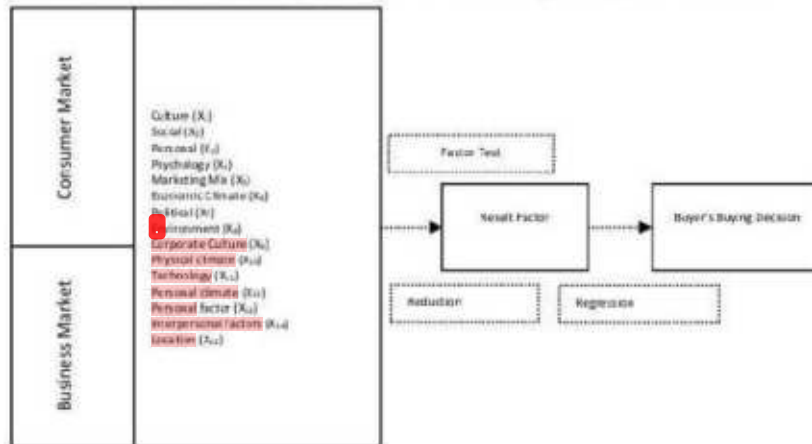 Consumer Market
Business Market
Culture (X₁)
Social (X₂)
Personal (X₃)
Psychology (X₄)
Marketing Mix (X₅)
Economic Climate (X₆)
Political (X₇)
Environment (X₈)
Corporate Culture (X₉)
Physical climate (X₁₀)
Technology (X₁₁)
Personal climate (X₁₂)
Personal factor (X₁₃)
Interpersonal factors (X₁₄)
Location (X₁₅)
Factor Test
Result Factor
Buyer's Buying Decision
Reduction
Regression